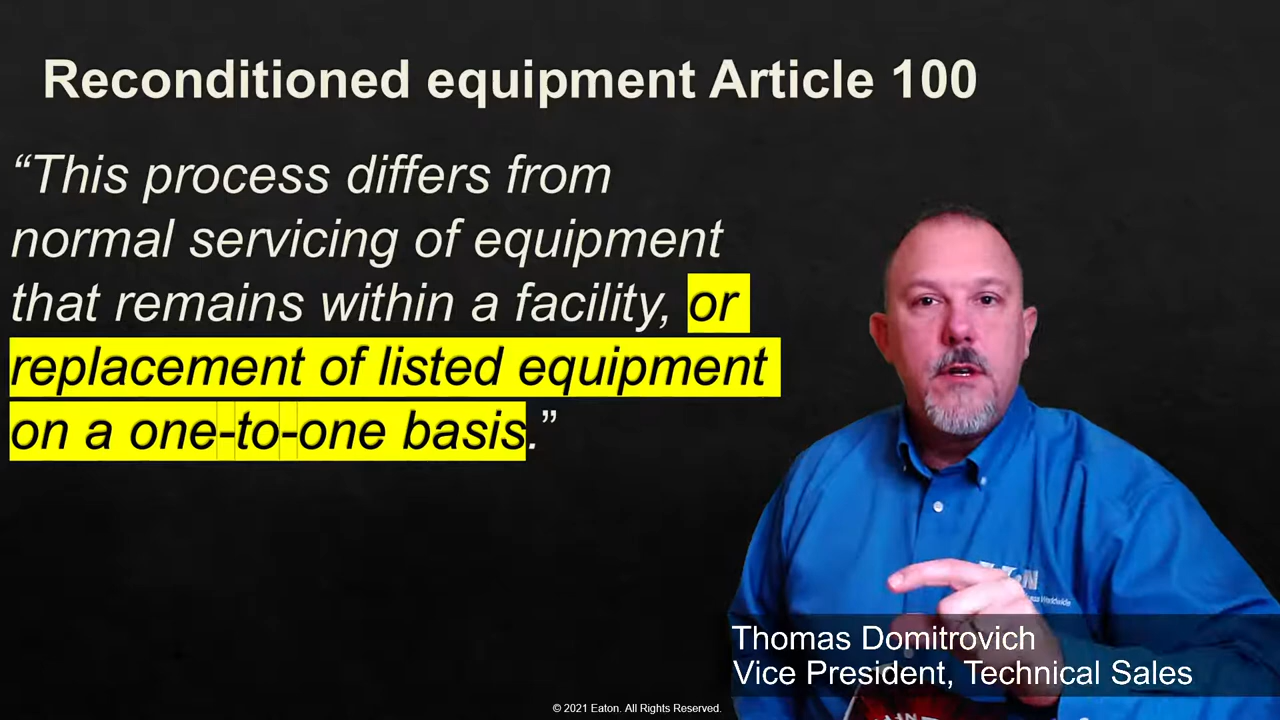 Reconditioned equipment Article 100
“This process differs from
normal servicing of equipment
that remains within a facility, or
replacement of listed equipment
on a one-to-one basis.”
Thomas Domitrovich
Vice President, Technical Sales
© 2021 Eaton. All Rights Reserved.